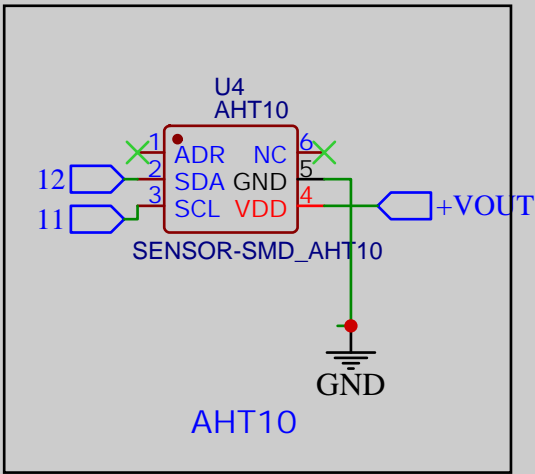 U4
AHT10
1 ADR NC 6
12 2 SDA GND 5
11 3 SCL VDD 4 +VOUT
SENSOR-SMD_AHT10
GND
AHT10